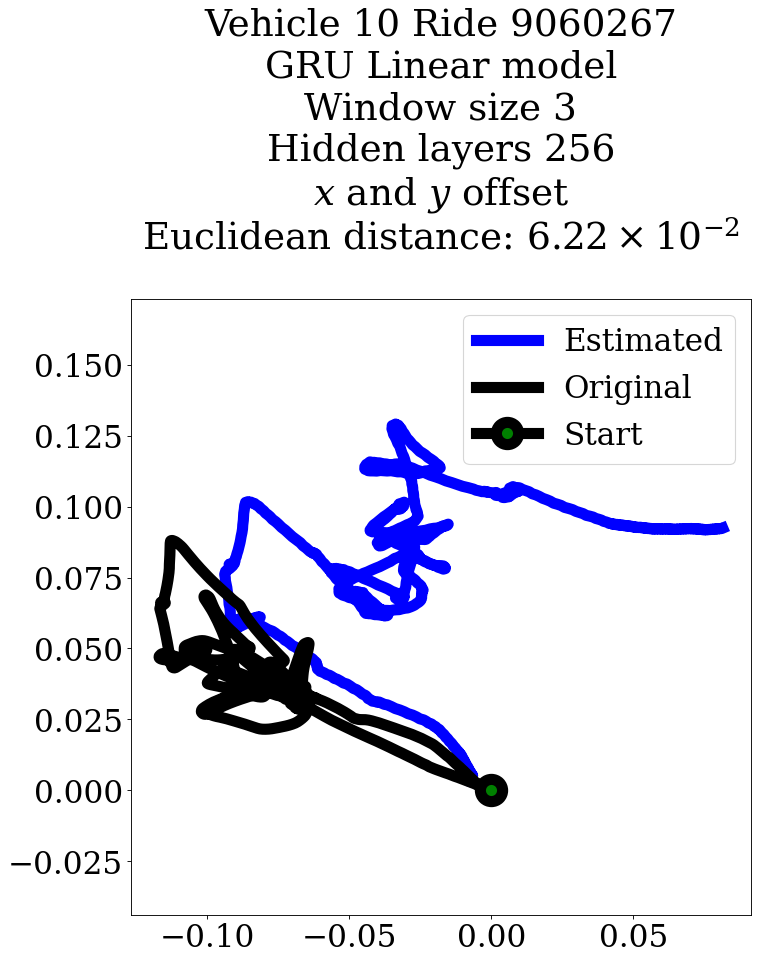 Vehicle 10 Ride 9060267
GRU Linear model
Window size 3
Hidden layers 256
x and y offset
Euclidean distance: 6.22 × 10⁻²
Estimated
Original
Start
0.150
0.125
0.100
0.075
0.050
0.025
0.000
−0.025
−0.10 −0.05 0.00 0.05